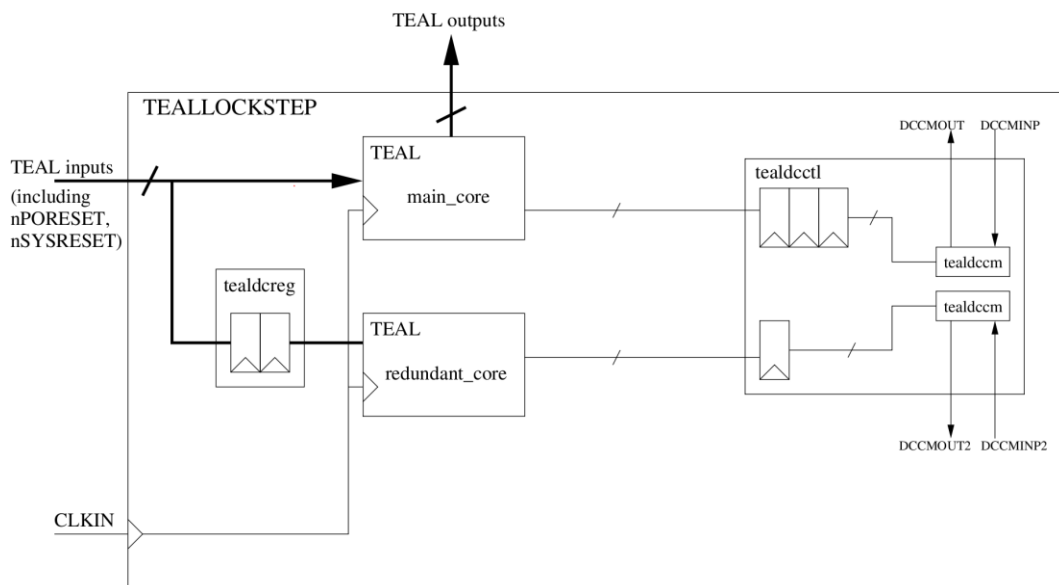 TEAL outputs
TEALLOCKSTEP
DCCMOUT
DCCMINP
TEAL inputs
(including
nPORESET,
nSYSRESET)
TEAL
main_core
tealdcctl
tealdccm
tealdcreg
tealdccm
TEAL
redundant_core
DCCMOUT2
DCCMINP2
CLKIN